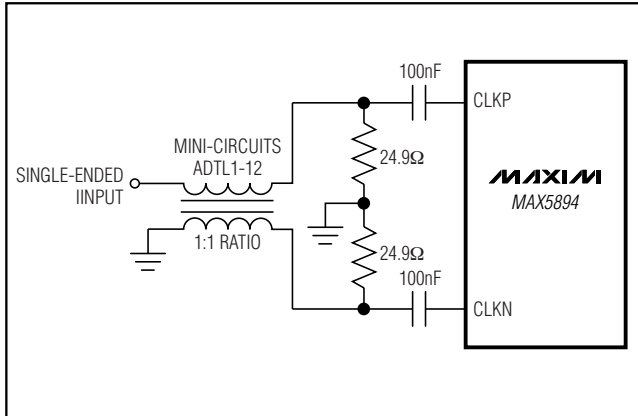 100nF
CLKP
MINI-CIRCUITS
ADTL1-12
24.9Ω
SINGLE-ENDED
IINPUT
MAXIM
MAX5894
1:1 RATIO
24.9Ω
100nF
CLKN